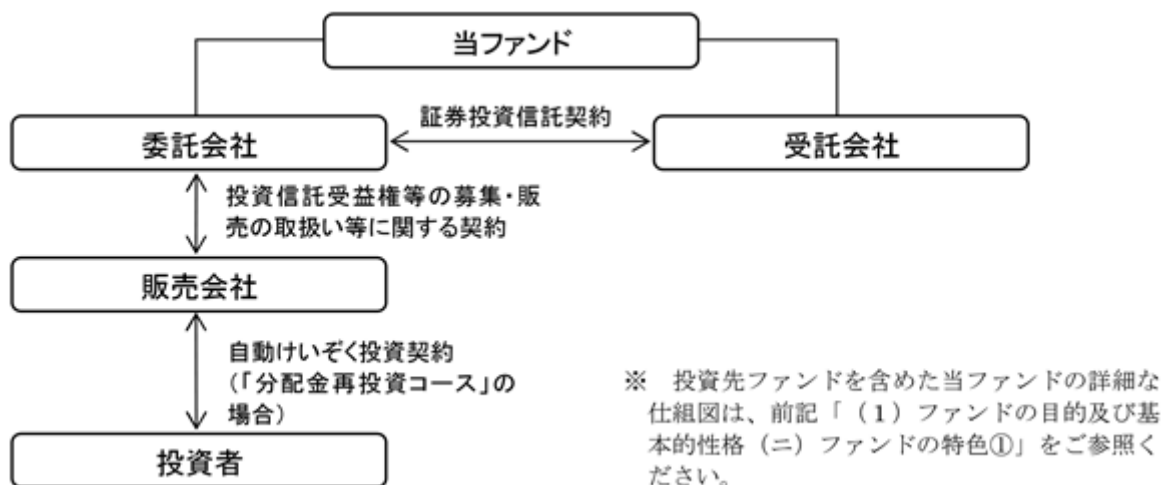 当ファンド
証券投資信託契約
委託会社
受託会社
投資信託受益権等の募集・販
売の取扱い等に関する契約
販売会社
自動けいぞく投資契約
(「分配金再投資コース」の
場合)
投資者
※ 投資先ファンドを含めた当ファンドの詳細な
仕組図は、前記「(1)ファンドの目的及び基
本的性格(ニ)ファンドの特色①」をご参照く
ださい。